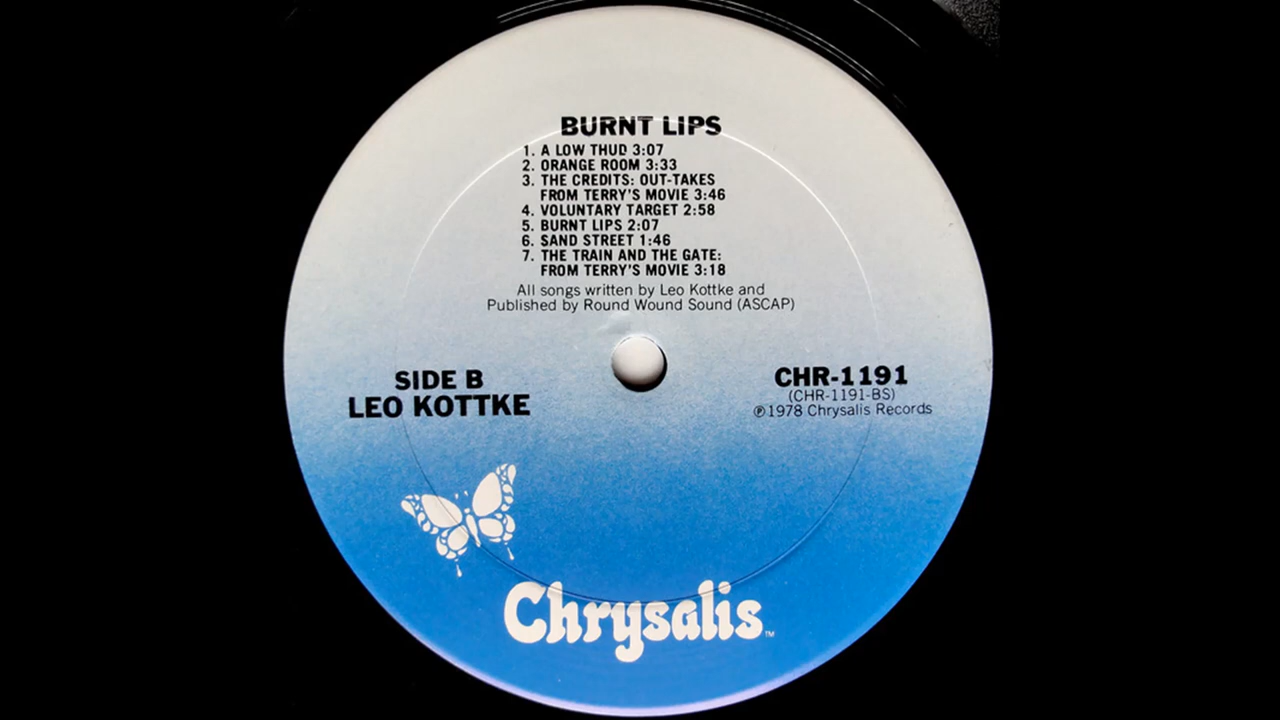 BURNT LIPS
1. A LOW THUD 3:07
2. ORANGE ROOM 3:33
3. THE CREDITS: OUT-TAKES
FROM TERRY'S MOVIE 3:46
4. VOLUNTARY TARGET 2:58
5. BURNT LIPS 2:07
6. SAND STREET 1:46
7. THE TRAIN AND THE GATE:
FROM TERRY'S MOVIE 3:18
All songs written by Leo Kottke and
Published by Round Wound Sound (ASCAP)
SIDE B
LEO KOTTKE
CHR-1191
(CHR-1191-BS)
℗1978 Chrysalis Records
Chrysalis™